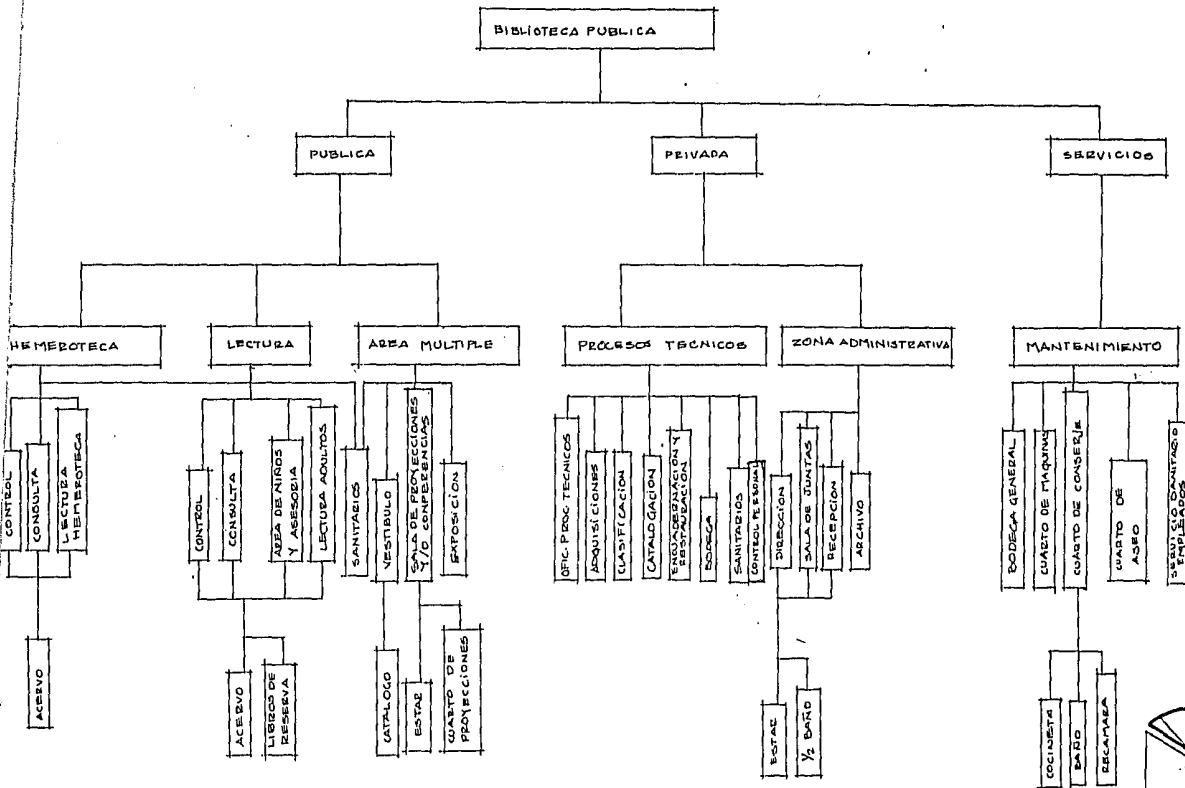 BIBLIOTECA PUBLICA
PUBLICA
PRIVADA
SERVICIOS
HEMEROTECA
LECTURA
AREA MULTIPLE
PROCESOS TECNICOS
ZONA ADMINISTRATIVA
MANTENIMIENTO
CONTROL
CONSULTA
LECTURA
HEMEROTECA
CONTROL
CONSULTA
AREA DE NIÑOS
Y ASESORIA
LECTURA ADULTOS
SANITARIOS
VESTIBULO
SALA DE PROYECCIONES
Y/O CONFERENCIAS
EXPOSICION
OFIC. PROC. TECNICOS
ADQUISICIONES
CLASIFICACION
CATALOGACION
ENCUADERNACION Y
RESTAURACION
BODEGA
SANITARIOS
CONTROL PERSONAL
DIRECCION
SALA DE JUNTAS
RECEPCION
ARCHIVO
BODEGA GENERAL
CUARTO DE MAQUINAS
CUARTO DE CONSERJE
CUARTO DE
ASEO
SERVICIO SANITARIO
EMPLEADOS
ACERVO
ACERVO
LIBROS DE
RESERVA
CATALOGO
ESTAR
CUARTO DE
PROYECCIONES
ESTAR
½ BAÑO
COCINETA
BAÑO
RECAMARA